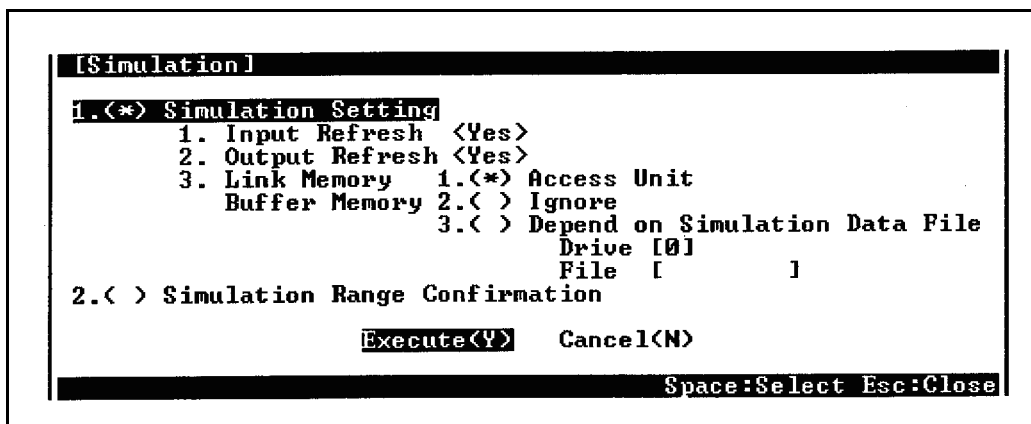 [Simulation]
1.(*) Simulation Setting
1. Input Refresh <Yes>
2. Output Refresh <Yes>
3. Link Memory 1.(*) Access Unit
Buffer Memory 2.( ) Ignore
3.( ) Depend on Simulation Data File
Drive [0]
File [ ]
2.( ) Simulation Range Confirmation
Execute(Y) Cancel(N)
Space:Select Esc:Close